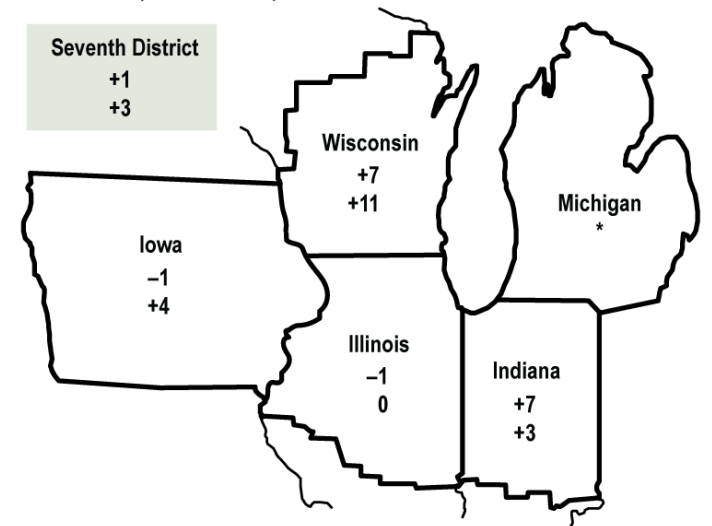 Seventh District
+1
+3
Wisconsin
+7
+11
Michigan
*
Iowa
–1
+4
Illinois
–1
0
Indiana
+7
+3